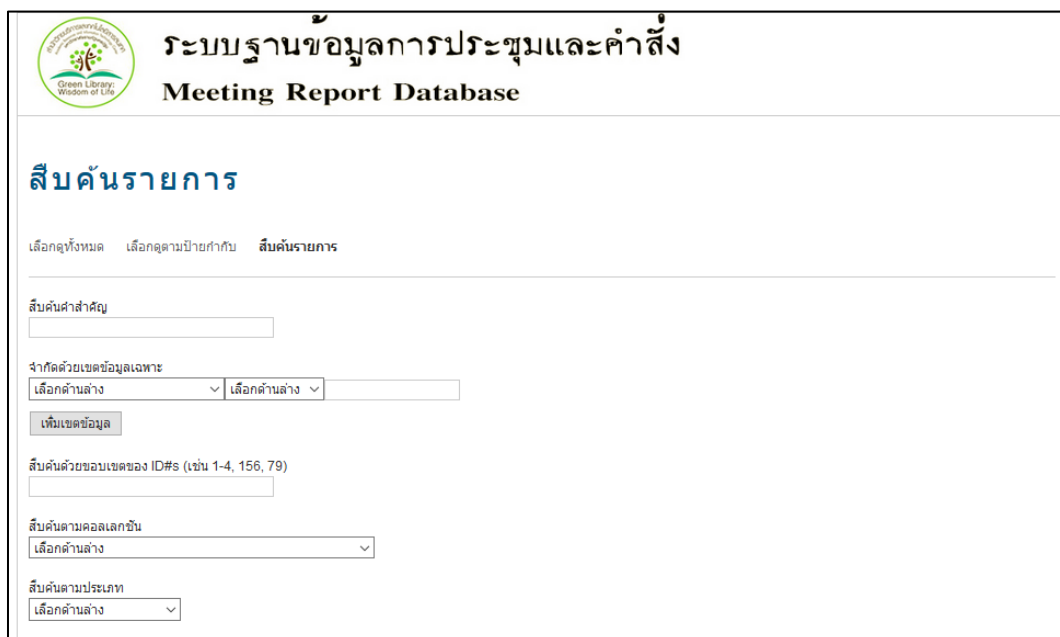 ระบบฐานข้อมูลการประชุมและคำสั่ง
Meeting Report Database
Green Library:
Wisdom of Life
สืบค้นรายการ
เลือกดูทั้งหมด เลือกดูตามป้ายกำกับ สืบค้นรายการ
สืบค้นคำสำคัญ
จำกัดด้วยเขตข้อมูลเฉพาะ
เลือกด้านล่าง เลือกด้านล่าง
เพิ่มเขตข้อมูล
สืบค้นด้วยขอบเขตของ ID#s (เช่น 1-4, 156, 79)
สืบค้นตามคอลเลกชัน
เลือกด้านล่าง
สืบค้นตามประเภท
เลือกด้านล่าง